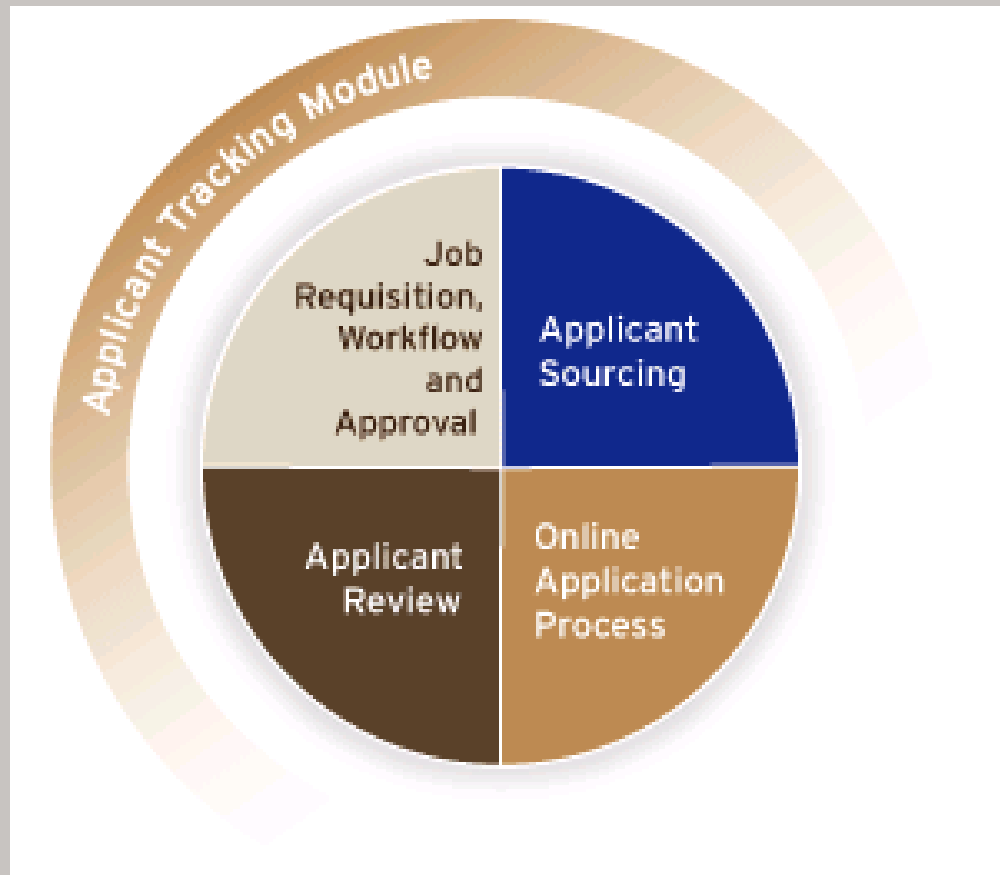 Applicant Tracking Module
Job
Requisition,
Workflow
and
Approval
Applicant
Sourcing
Applicant
Review
Online
Application
Process